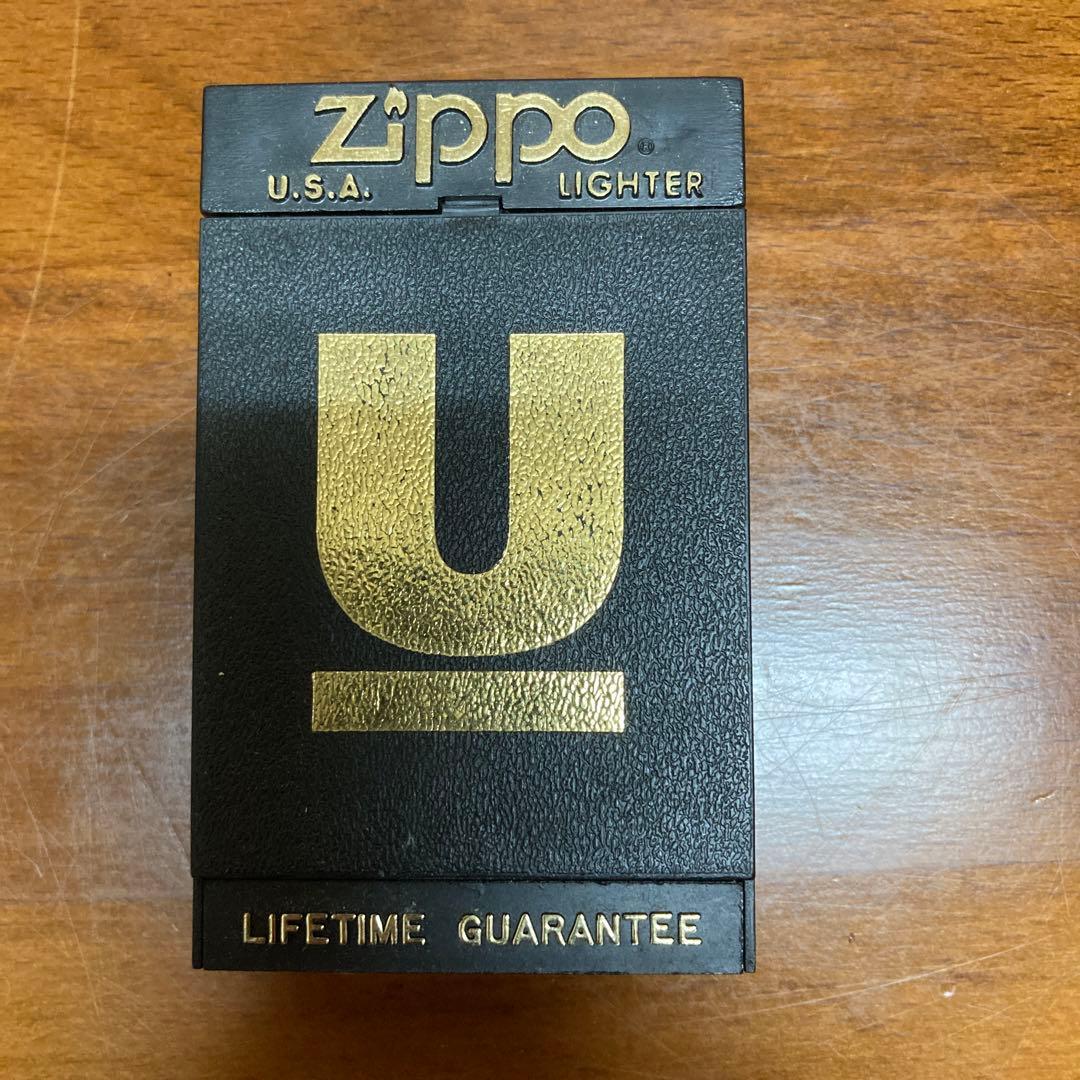 Zippo®
U.S.A. LIGHTER
U
LIFETIME GUARANTEE